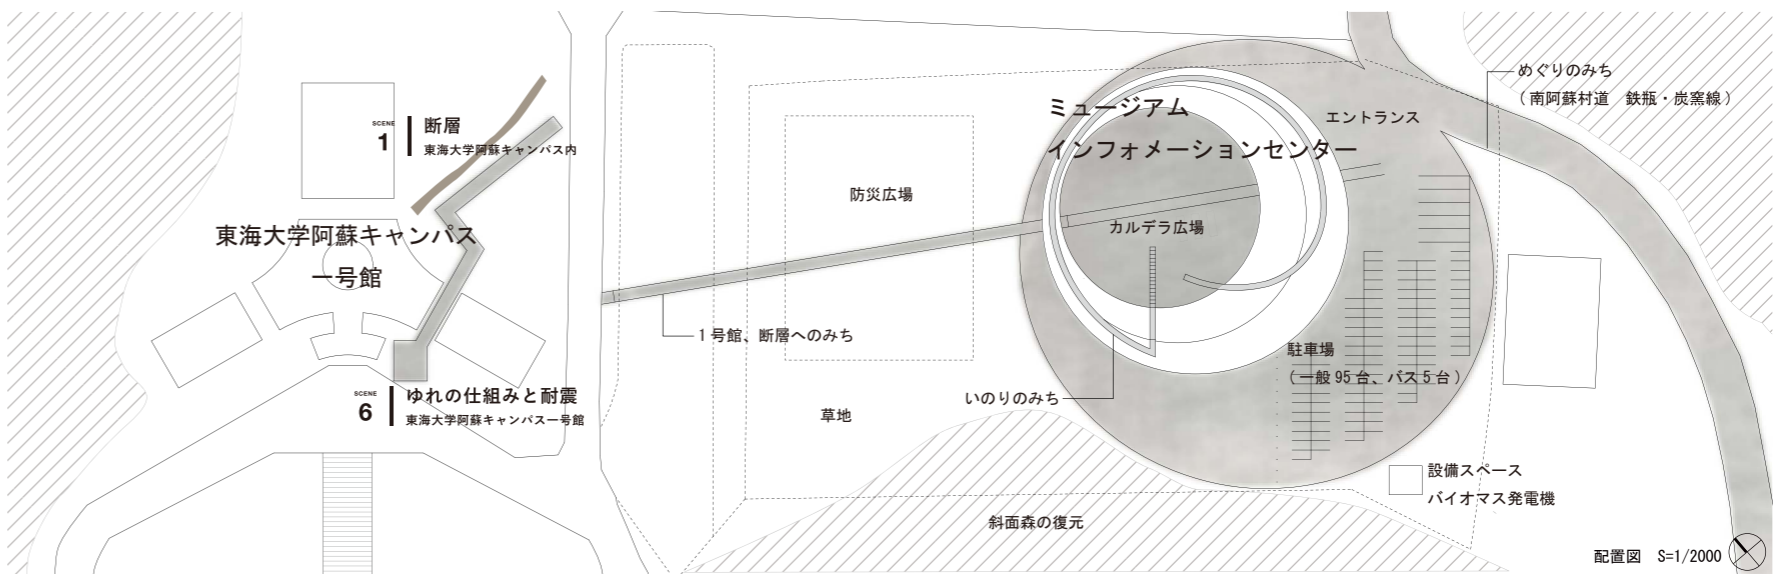 SCENE
1
断層
東海大学阿蘇キャンパス内
東海大学阿蘇キャンパス
一号館
SCENE
6
ゆれの仕組みと耐震
東海大学阿蘇キャンパス一号館
防災広場
1号館、断層へのみち
草地
ミュージアム
インフォメーションセンター
エントランス
めぐりのみち
(南阿蘇村道 鉄瓶・炭窯線)
カルデラ広場
いのりのみち
駐車場
(一般95台、バス5台)
設備スペース
バイオマス発電機
斜面森の復元
配置図 S=1/2000